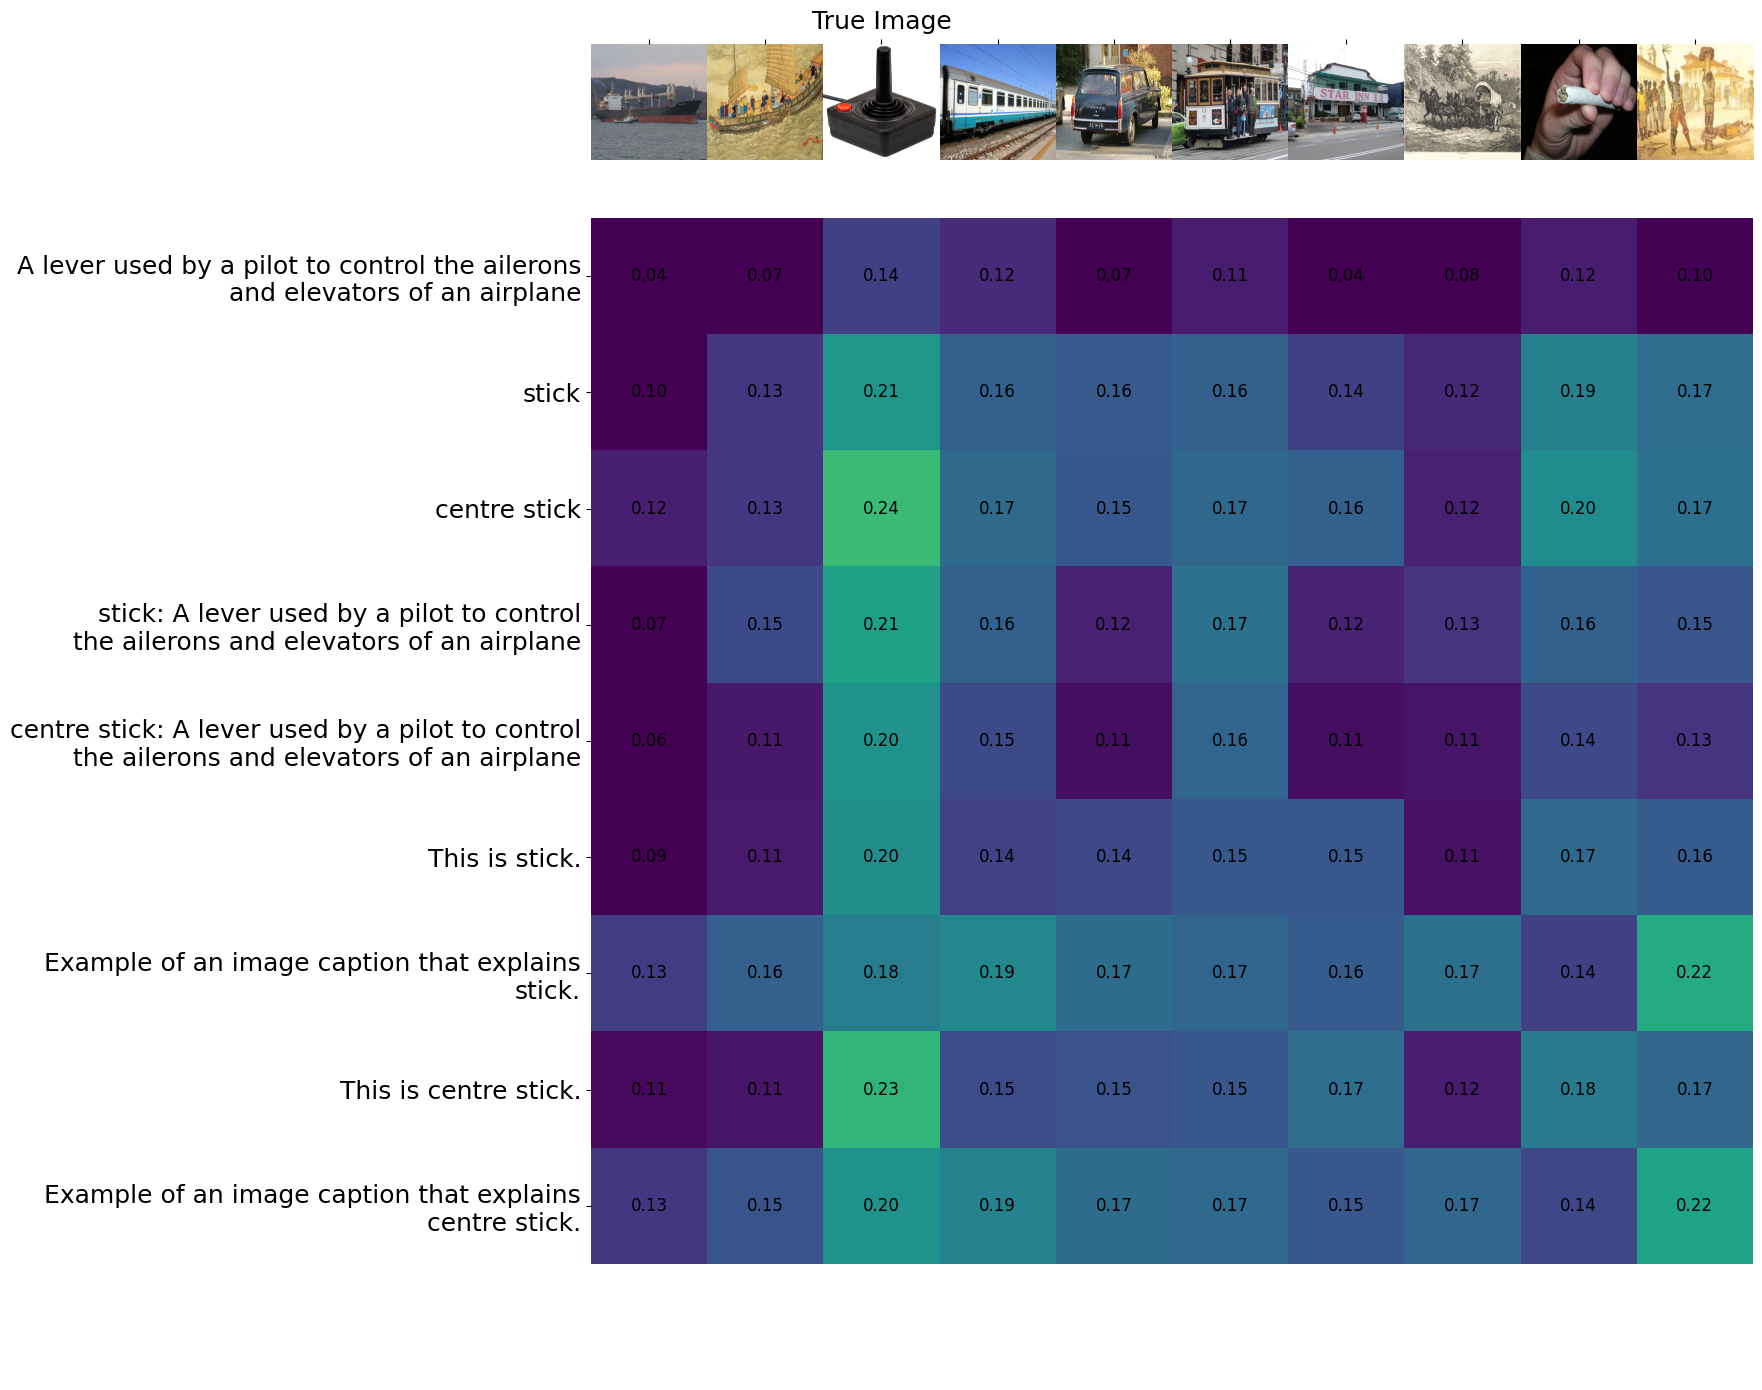 True Image
STAR INN
A lever used by a pilot to control the ailerons
and elevators of an airplane
0.04 0.07 0.14 0.12 0.07 0.11 0.04 0.08 0.12 0.10
stick
0.10 0.13 0.21 0.16 0.16 0.16 0.14 0.12 0.19 0.17
centre stick
0.12 0.13 0.24 0.17 0.15 0.17 0.16 0.12 0.20 0.17
stick: A lever used by a pilot to control
the ailerons and elevators of an airplane
0.07 0.15 0.21 0.16 0.12 0.17 0.12 0.13 0.16 0.15
centre stick: A lever used by a pilot to control
the ailerons and elevators of an airplane
0.06 0.11 0.20 0.15 0.11 0.16 0.11 0.11 0.14 0.13
This is stick.
0.09 0.11 0.20 0.14 0.14 0.15 0.15 0.11 0.17 0.16
Example of an image caption that explains
stick.
0.13 0.16 0.18 0.19 0.17 0.17 0.16 0.17 0.14 0.22
This is centre stick.
0.11 0.11 0.23 0.15 0.15 0.15 0.17 0.12 0.18 0.17
Example of an image caption that explains
centre stick.
0.13 0.15 0.20 0.19 0.17 0.17 0.15 0.17 0.14 0.22